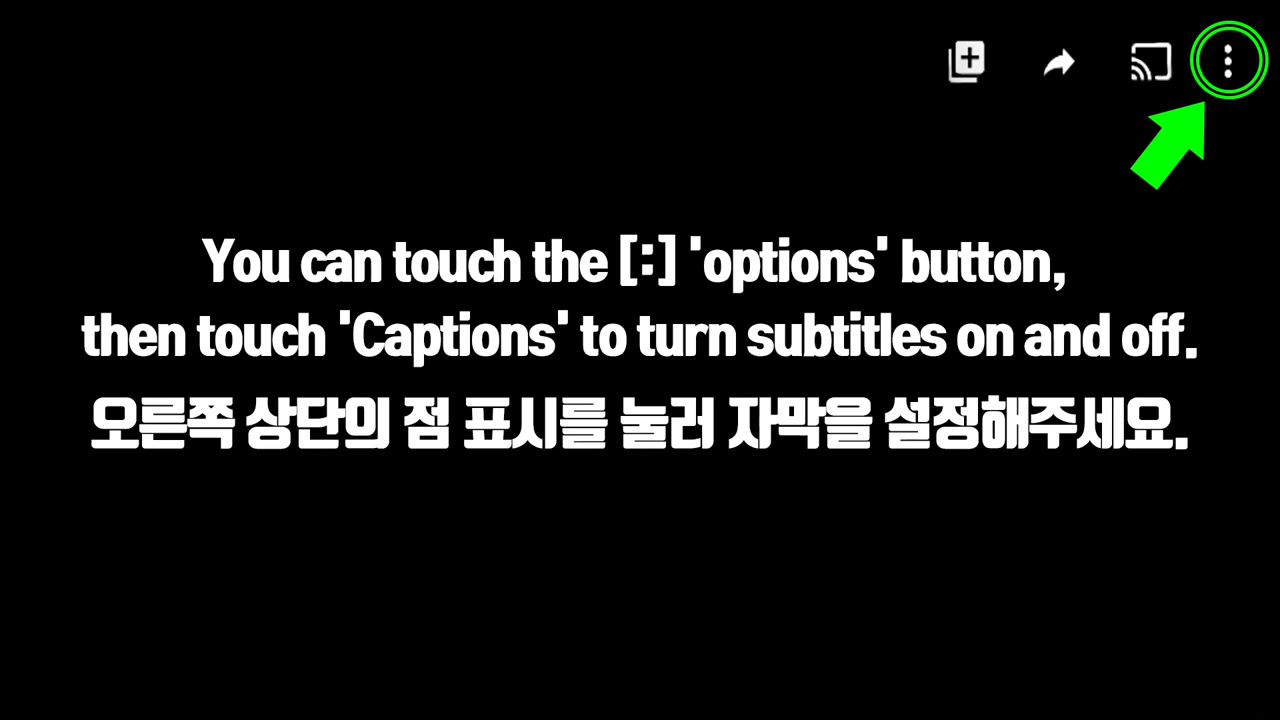 You can touch the [:] 'options' button,
then touch 'Captions' to turn subtitles on and off.
오른쪽 상단의 점 표시를 눌러 자막을 설정해주세요.